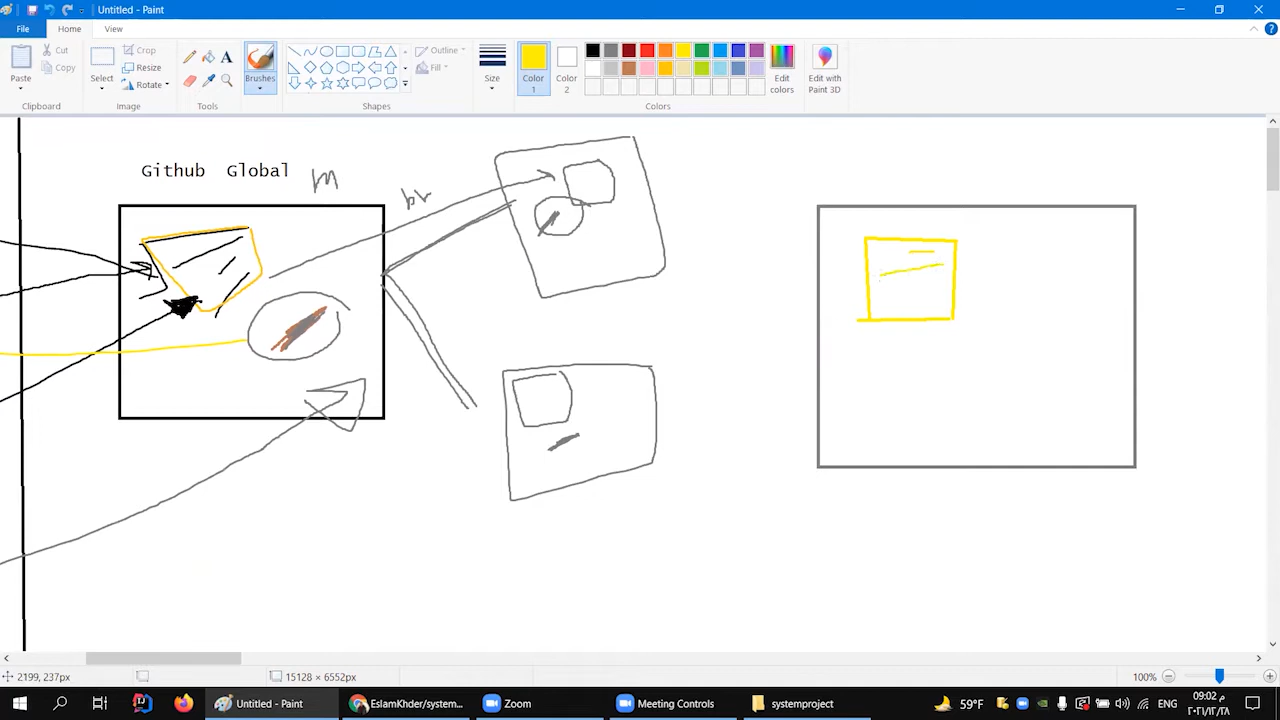 Untitled - Paint
File
Home
View
Paste
Cut
Copy
Clipboard
Select
Crop
Resize
Rotate
Image
Tools
Brushes
Shapes
Outline
Fill
Size
Color 1
Color 2
Edit colors
Colors
Edit with Paint 3D
Github Global
m
br
2199, 237px
15128 × 6552px
100%
Untitled - Paint
EslamKhder/system...
Zoom
Meeting Controls
systemproject
59°F
ENG